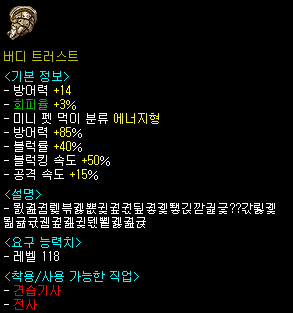 버디 트러스트
<기본 정보>
- 방어력 +14
- 회피율 +3%
- 미니 펫 먹이 분류 에너지형
- 방어력 +85%
- 블럭률 +40%
- 블럭킹 속도 +50%
- 공격 속도 +15%
<설명>
<요구 능력치>
- 레벨 118
<착용/사용 가능한 직업>
- 견습기사
- 전사